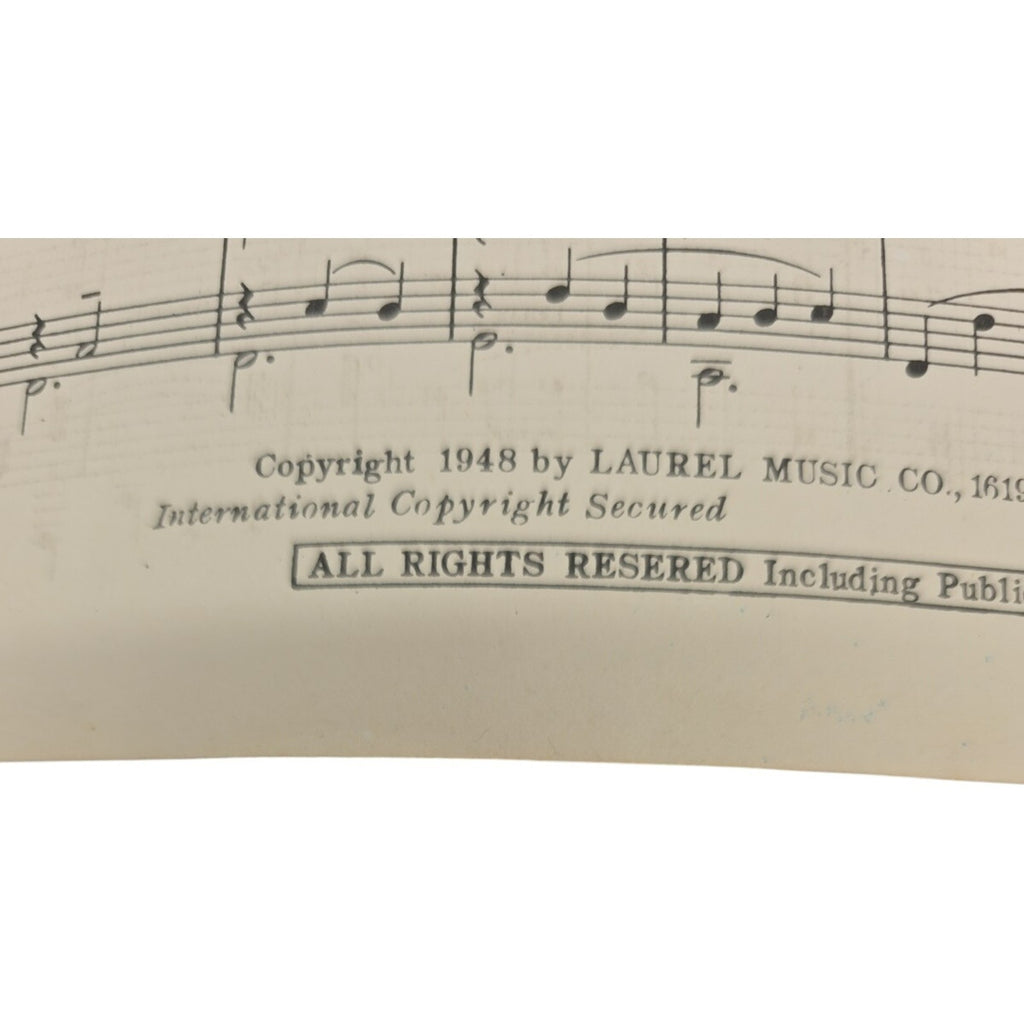 Copyright 1948 by LAUREL MUSIC CO., 1619
International Copyright Secured
ALL RIGHTS RESERED Including